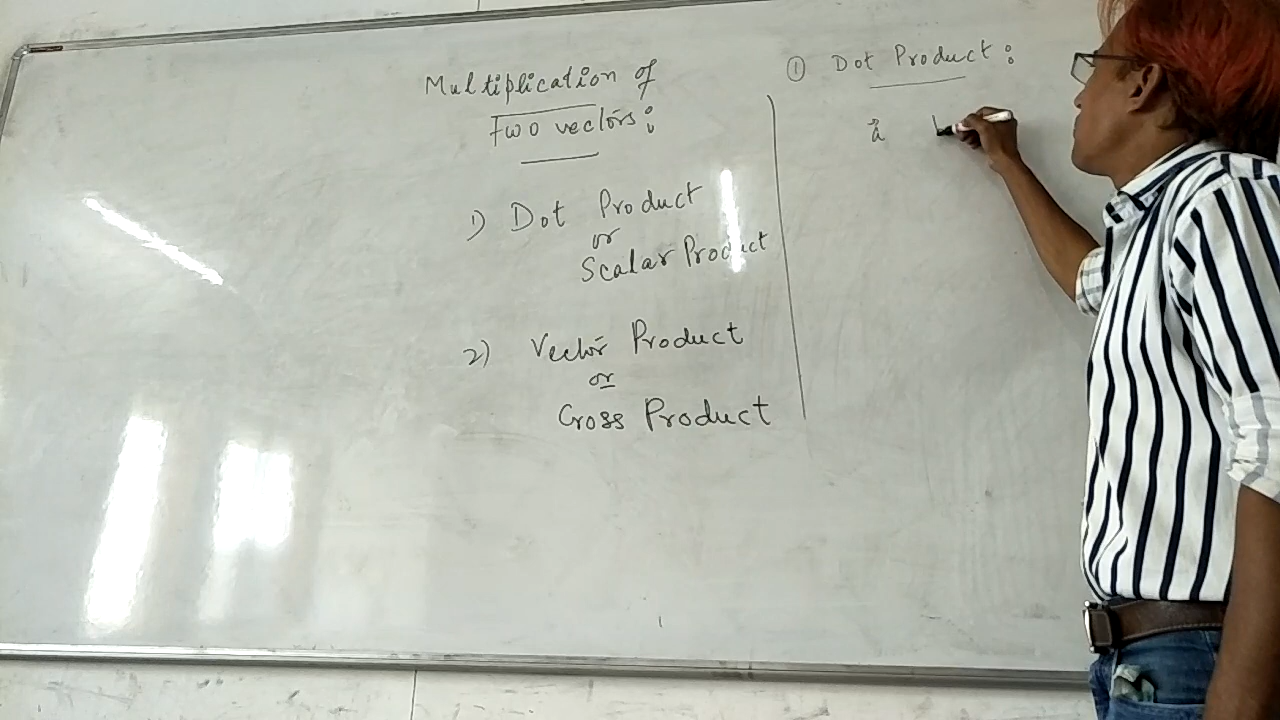 Multiplication of
two vectors:
1) Dot Product
or
Scalar Product
2) Vector Product
or
Cross Product
① Dot Product:
a⃗